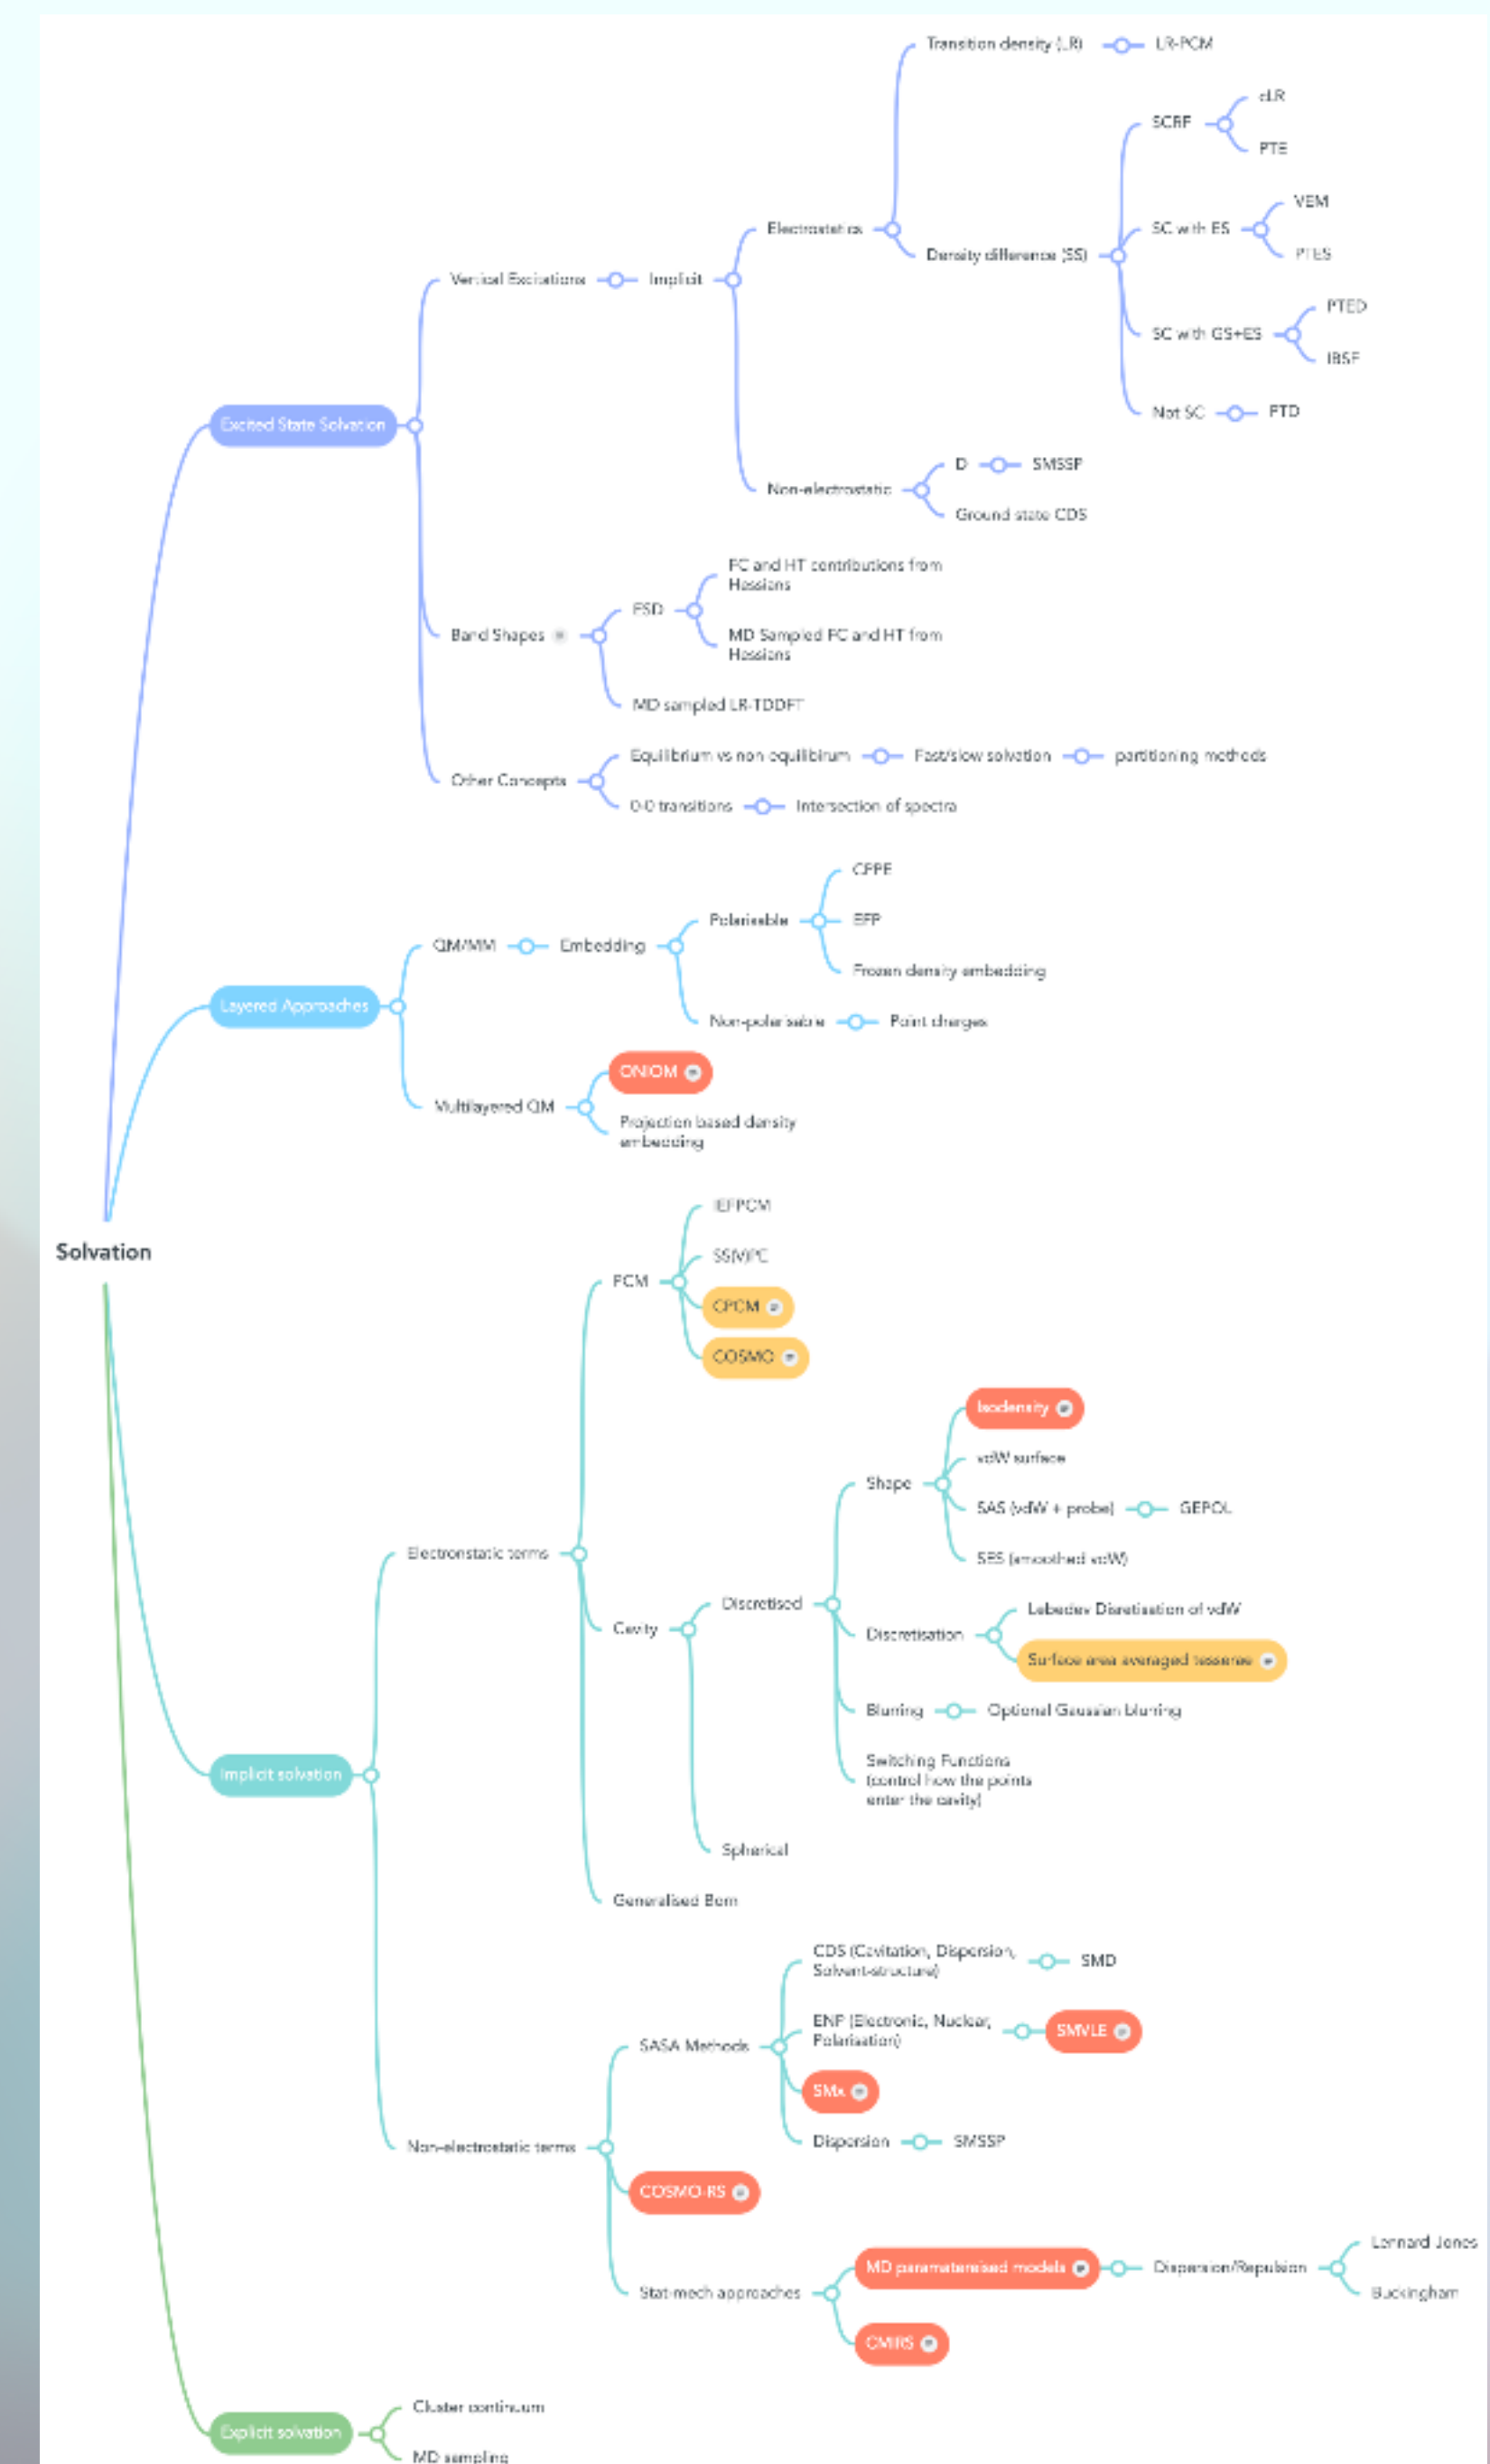 Transition density (LR)
LR-PCM
cLR
SCRF
PTE
VEM
Electrostatics
SC with ES
Density difference (SS)
PTES
Vertical Excitations
Implicit
PTED
SC with GS+ES
IBSF
Not SC
PTD
Excited State Solvation
D
SMSSP
Non-electrostatic
Ground state CDS
FC and HT contributions from
Hessians
ESD
Band Shapes
MD Sampled FC and HT from
Hessians
MD sampled LR-TDDFT
Equilibrium vs non equilibirum
Fast/slow solvation
partitioning methods
Other Concepts
0-0 transitions
Intersection of spectra
CPPE
Polarisable
EFP
QM/MM
Embedding
Frozen density embedding
Layered Approaches
Non-polarisable
Point charges
ONIOM
Multilayered QM
Projection based density
embedding
IEFPCM
Solvation
SS(V)PE
PCM
CPCM
COSMO
Isodensity
vdW surface
Shape
SAS (vdW + probe)
GEPOL
Electronstatic terms
SES (smoothed vdW)
Discretised
Lebedev Disretisation of vdW
Cavity
Discretisation
Surface area averaged tesserae
Blurring
Optional Gaussian blurring
Switching Functions
(control how the points
enter the cavity)
Implicit solvation
Spherical
Generalised Born
CDS (Cavitation, Dispersion,
Solvent-structure)
SMD
ENP (Electronic, Nuclear,
Polarisation)
SMVLE
SASA Methods
SMx
Dispersion
SMSSP
Non-electrostatic terms
COSMO-RS
Lennard-Jones
MD paramatereised models
Dispersion/Repulsion
Stat-mech approaches
Buckingham
CMIRS
Cluster continuum
Explicit solvation
MD sampling